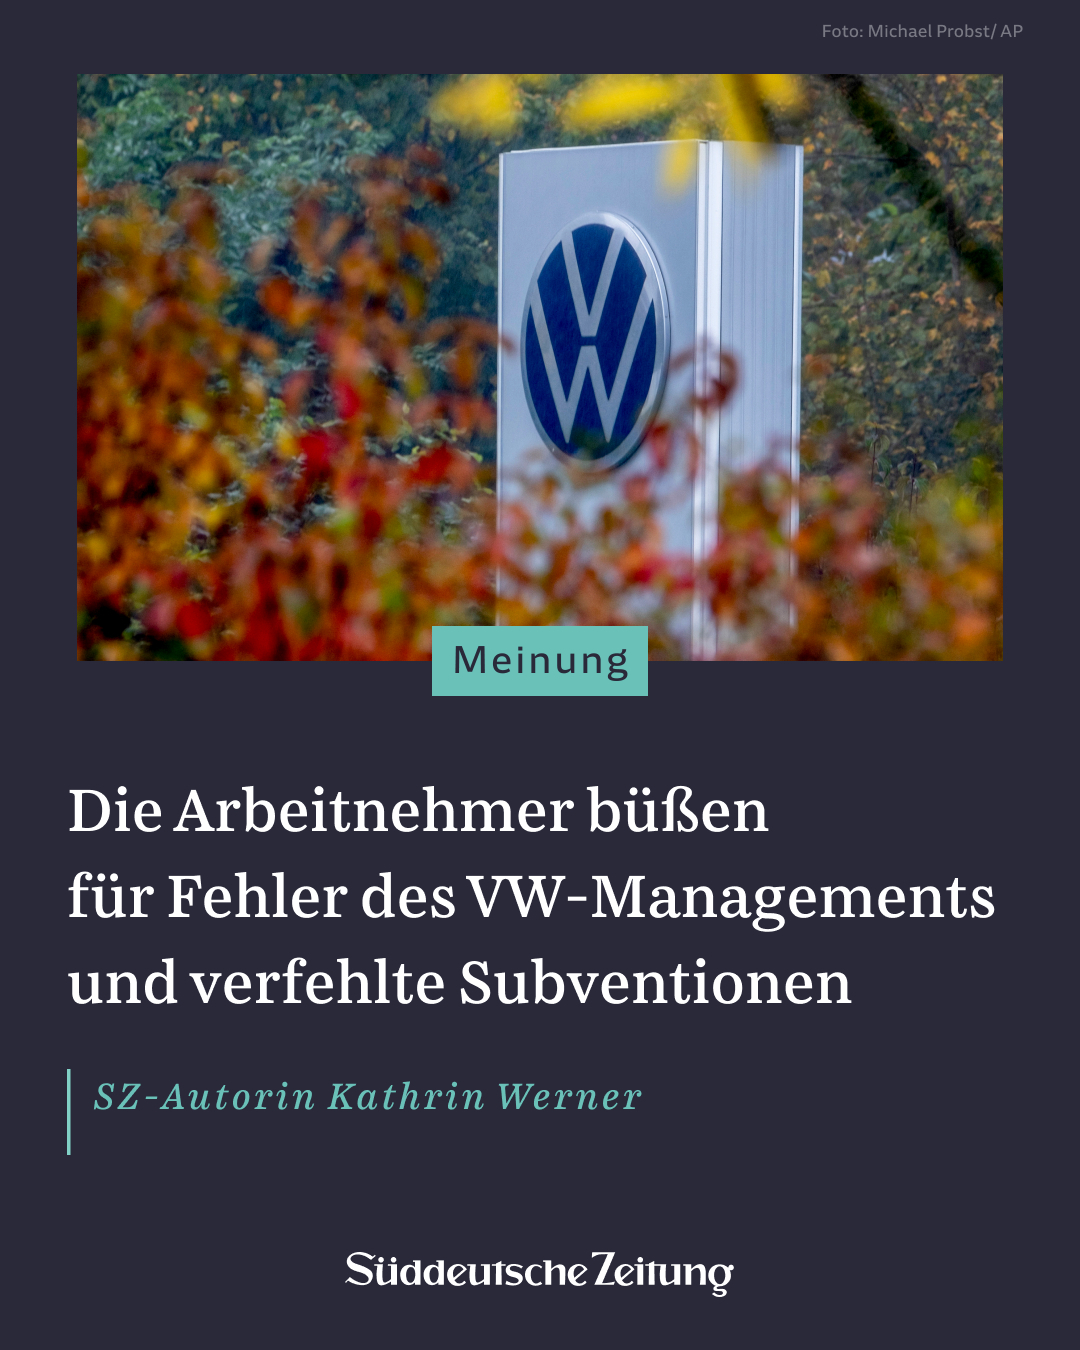 Foto: Michael Probst/ AP
Meinung
Die Arbeitnehmer büßen
für Fehler des VW-Managements
und verfehlte Subventionen
SZ-Autorin Kathrin Werner
Süddeutsche Zeitung